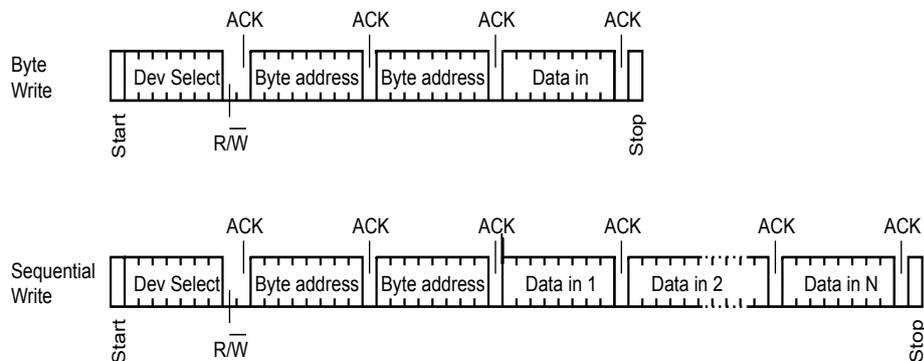 ACK ACK ACK ACK
Byte
Write
Dev Select Byte address Byte address Data in
Start R/W̅ Stop
ACK ACK ACK ACK ACK ACK
Sequential
Write
Dev Select Byte address Byte address Data in 1 Data in 2 Data in N
Start R/W̅ Stop